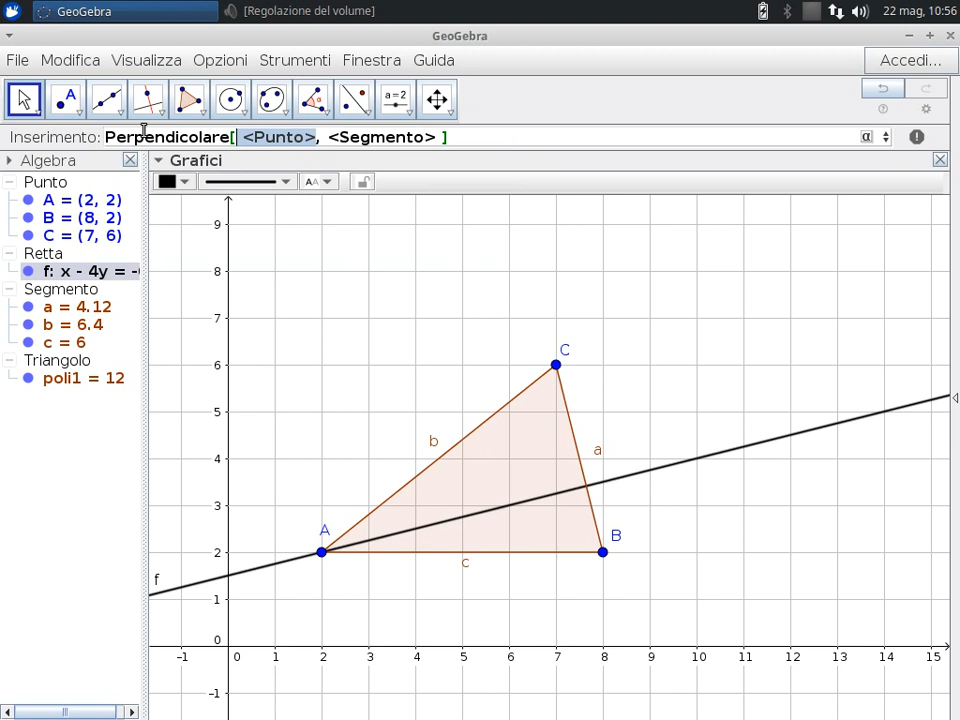 GeoGebra
[Regolazione del volume]
22 mag, 10:56
GeoGebra
File Modifica Visualizza Opzioni Strumenti Finestra Guida
Accedi...
A
α
a=2
Inserimento: Perpendicolare[ <Punto>, <Segmento> ]
α
Algebra
Grafici
AA
Punto
A = (2, 2)
B = (8, 2)
C = (7, 6)
Retta
f: x - 4y = -
Segmento
a = 4.12
b = 6.4
c = 6
Triangolo
poli1 = 12
9
8
7
6
5
4
3
2
1
0
-1
-1 0 1 2 3 4 5 6 7 8 9 10 11 12 13 14 15
C
b
a
A
B
c
f